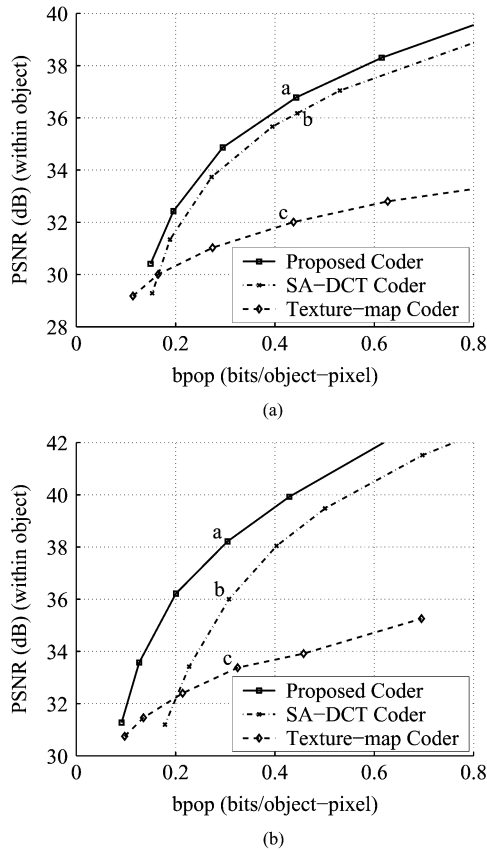 40
38
36
34
32
30
28
PSNR (dB) (within object)
a
b
c
Proposed Coder
SA−DCT Coder
Texture−map Coder
0 0.2 0.4 0.6 0.8
bpop (bits/object−pixel)
(a)
42
40
38
36
34
32
30
PSNR (dB) (within object)
a
b
c
Proposed Coder
SA−DCT Coder
Texture−map Coder
0 0.2 0.4 0.6 0.8
bpop (bits/object−pixel)
(b)